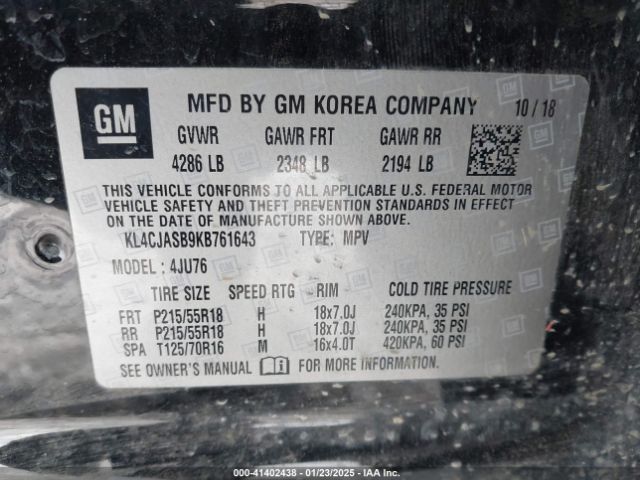 GM
MFD BY GM KOREA COMPANY 10 / 18
GVWR GAWR FRT GAWR RR
4286 LB 2348 LB 2194 LB
THIS VEHICLE CONFORMS TO ALL APPLICABLE U.S. FEDERAL MOTOR
VEHICLE SAFETY AND THEFT PREVENTION STANDARDS IN EFFECT
ON THE DATE OF MANUFACTURE SHOWN ABOVE.
KL4CJASB9KB761643 TYPE: MPV
MODEL : 4JU76
TIRE SIZE SPEED RTG RIM COLD TIRE PRESSURE
FRT P215/55R18 H 18x7.0J 240KPA, 35 PSI
RR P215/55R18 H 18x7.0J 240KPA, 35 PSI
SPA T125/70R16 M 16x4.0T 420KPA, 60 PSI
SEE OWNER'S MANUAL FOR MORE INFORMATION.
000-41402438 - 01/23/2025 - IAA Inc.